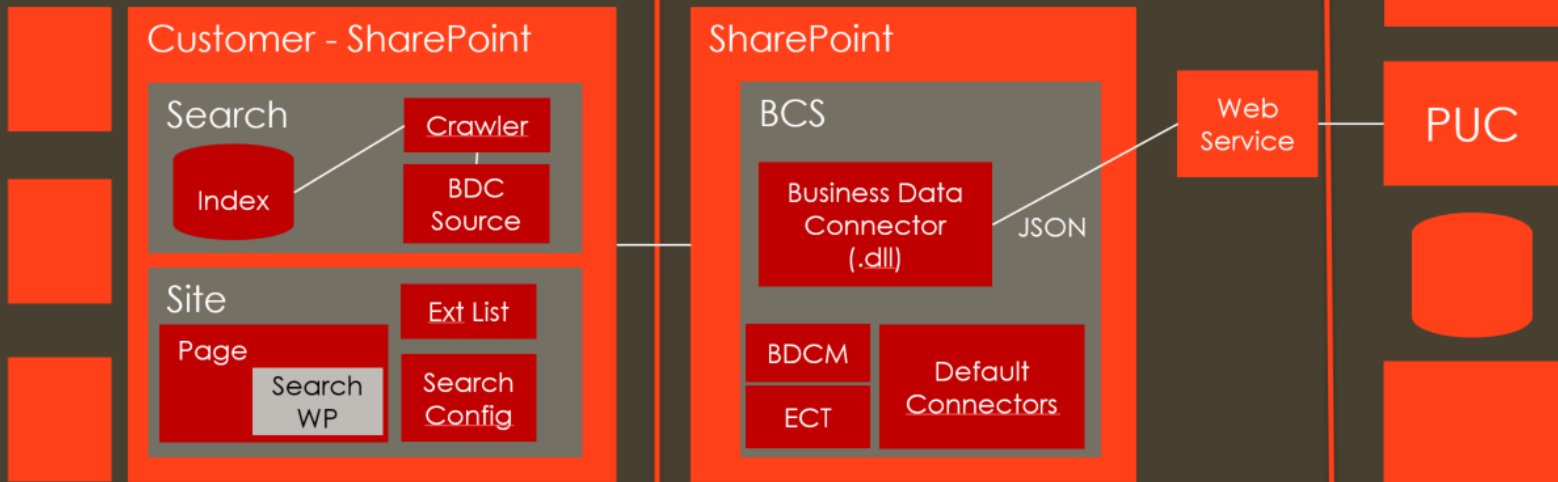 Customer - SharePoint
Search
Crawler
Index
BDC
Source
Site
Ext List
Page
Search
WP
Search
Config
SharePoint
BCS
Business Data
Connector
(.dll)
JSON
BDCM
ECT
Default
Connectors
Web
Service
PUC